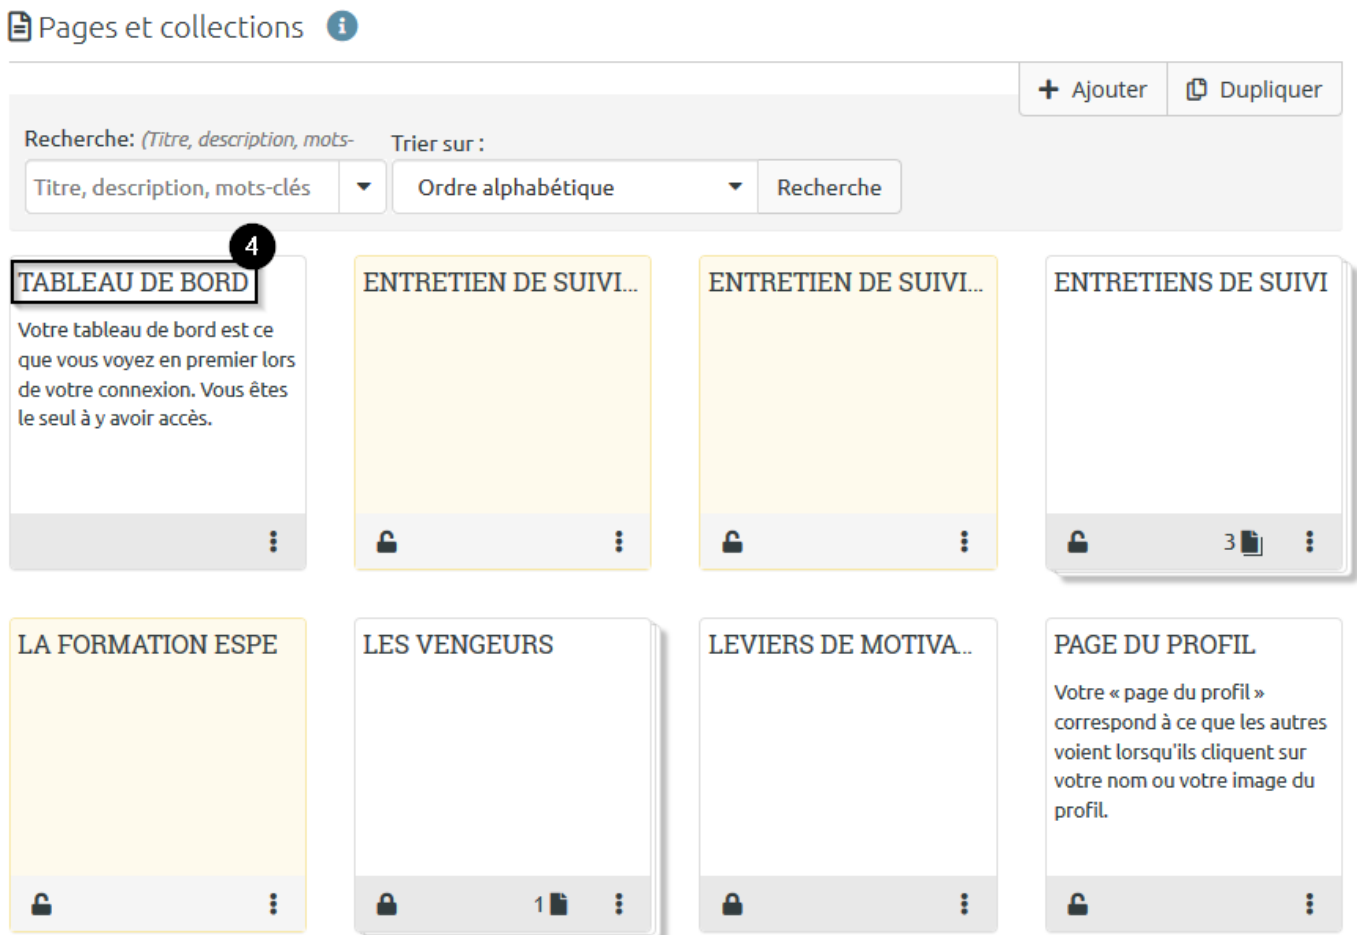 Pages et collections
Ajouter
Dupliquer
Recherche: (Titre, description, mots-
Trier sur :
Titre, description, mots-clés
Ordre alphabétique
Recherche
4
TABLEAU DE BORD
Votre tableau de bord est ce
que vous voyez en premier lors
de votre connexion. Vous êtes
le seul à y avoir accès.
ENTRETIEN DE SUIVI...
ENTRETIEN DE SUIVI...
ENTRETIENS DE SUIVI
3
LA FORMATION ESPE
LES VENGEURS
1
LEVIERS DE MOTIVA...
PAGE DU PROFIL
Votre « page du profil »
correspond à ce que les autres
voient lorsqu'ils cliquent sur
votre nom ou votre image du
profil.